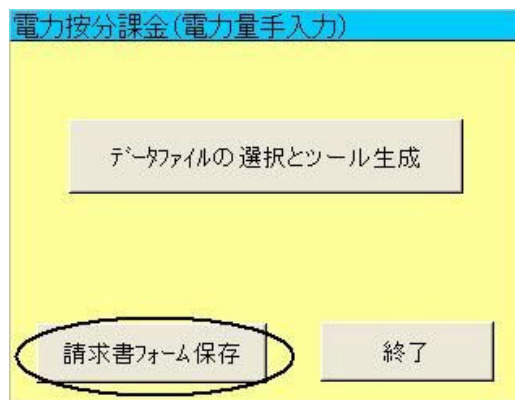 電力按分課金(電力量手入力)
ﾃﾞｰﾀﾌｧｲﾙの選択とツール生成
請求書ﾌｫｰﾑ保存
終了